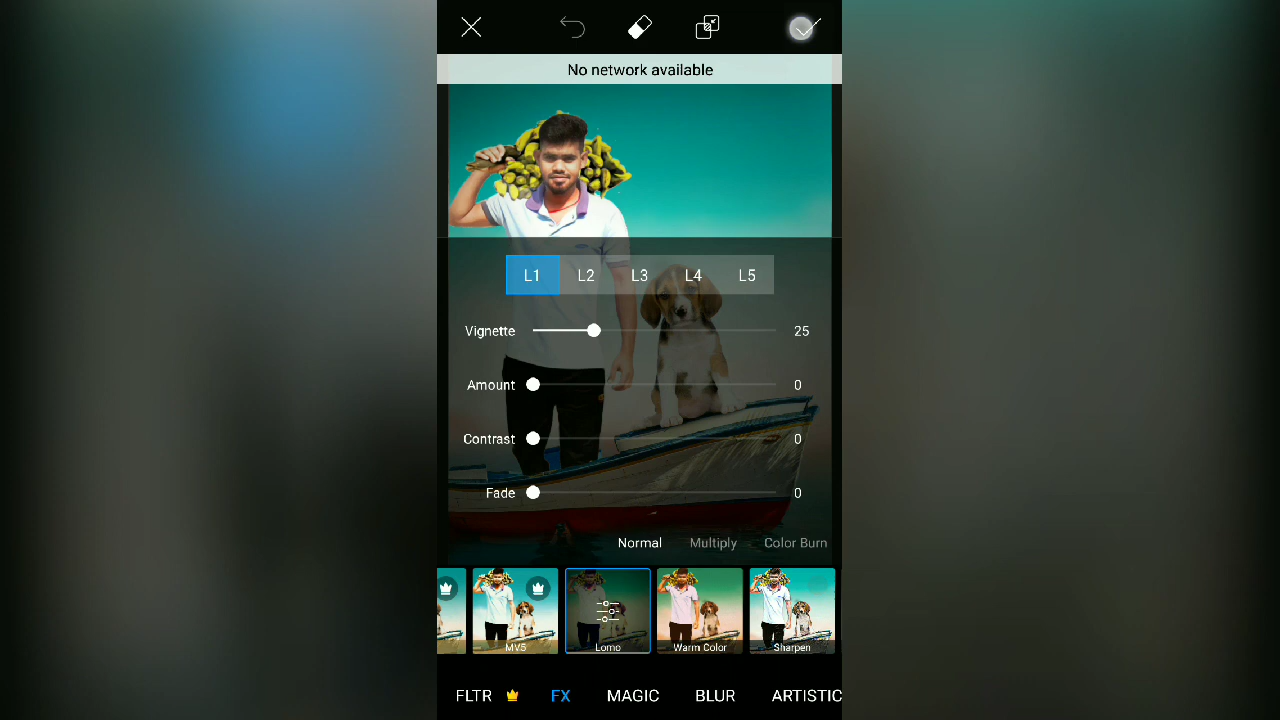 No network available
L1 L2 L3 L4 L5
Vignette 25
Amount 0
Contrast 0
Fade 0
Normal Multiply Color Burn
MV5 Lomo Warm Color Sharpen
FLTR FX MAGIC BLUR ARTISTIC